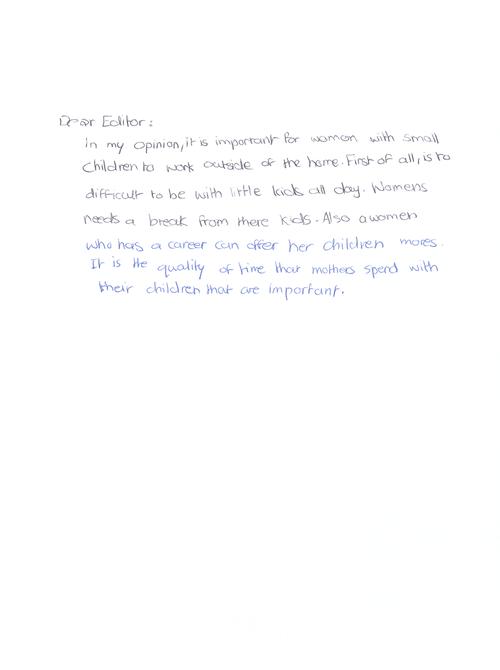 Dear Editor:
in my opinion, it is important for women with small
children to work outside of the home. First of all, is to
difficult to be with little kids all day. Womens
needs a break from there kids. Also a women
who has a career can offer her children mores.
It is the quality of time that mothers spend with
their children that are important.